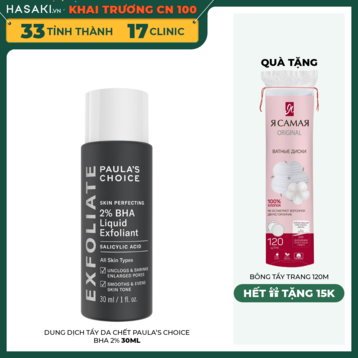 HASAKI.VN
KHAI TRƯƠNG CN 100
33 TỈNH THÀNH 17 CLINIC
EXFOLIATE
PAULA'S
CHOICE
SKIN PERFECTING
2% BHA
Liquid
Exfoliant
SALICYLIC ACID
All Skin Types
UNCLOGS & SHRINKS
ENLARGED PORES
SMOOTHS & EVENS
SKIN TONE
30 ml / 1 fl. oz.
DUNG DỊCH TẨY DA CHẾT PAULA'S CHOICE
BHA 2% 30ML
QUÀ TẶNG
Я САМАЯ
ORIGINAL
ВАТНЫЕ ДИСКИ
100%
ХЛОПОК
120
BÔNG TẨY TRANG 120M
HẾT TẶNG 15K